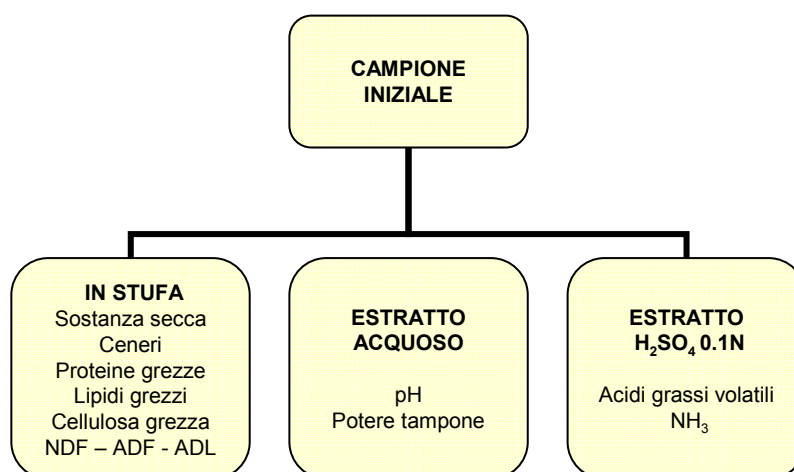 CAMPIONE
INIZIALE
IN STUFA
Sostanza secca
Ceneri
Proteine grezze
Lipidi grezzi
Cellulosa grezza
NDF – ADF - ADL
ESTRATTO
ACQUOSO
pH
Potere tampone
ESTRATTO
H₂SO₄ 0.1N
Acidi grassi volatili
NH₃